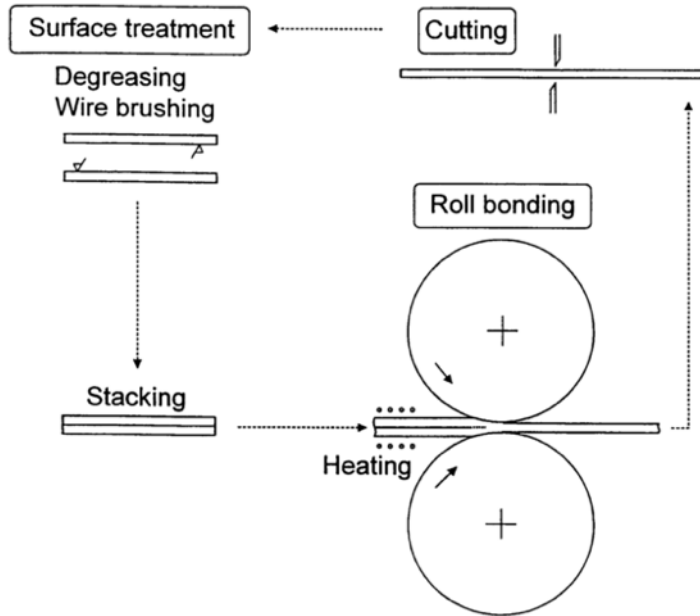 Surface treatment
Cutting
Degreasing
Wire brushing
Roll bonding
Stacking
Heating